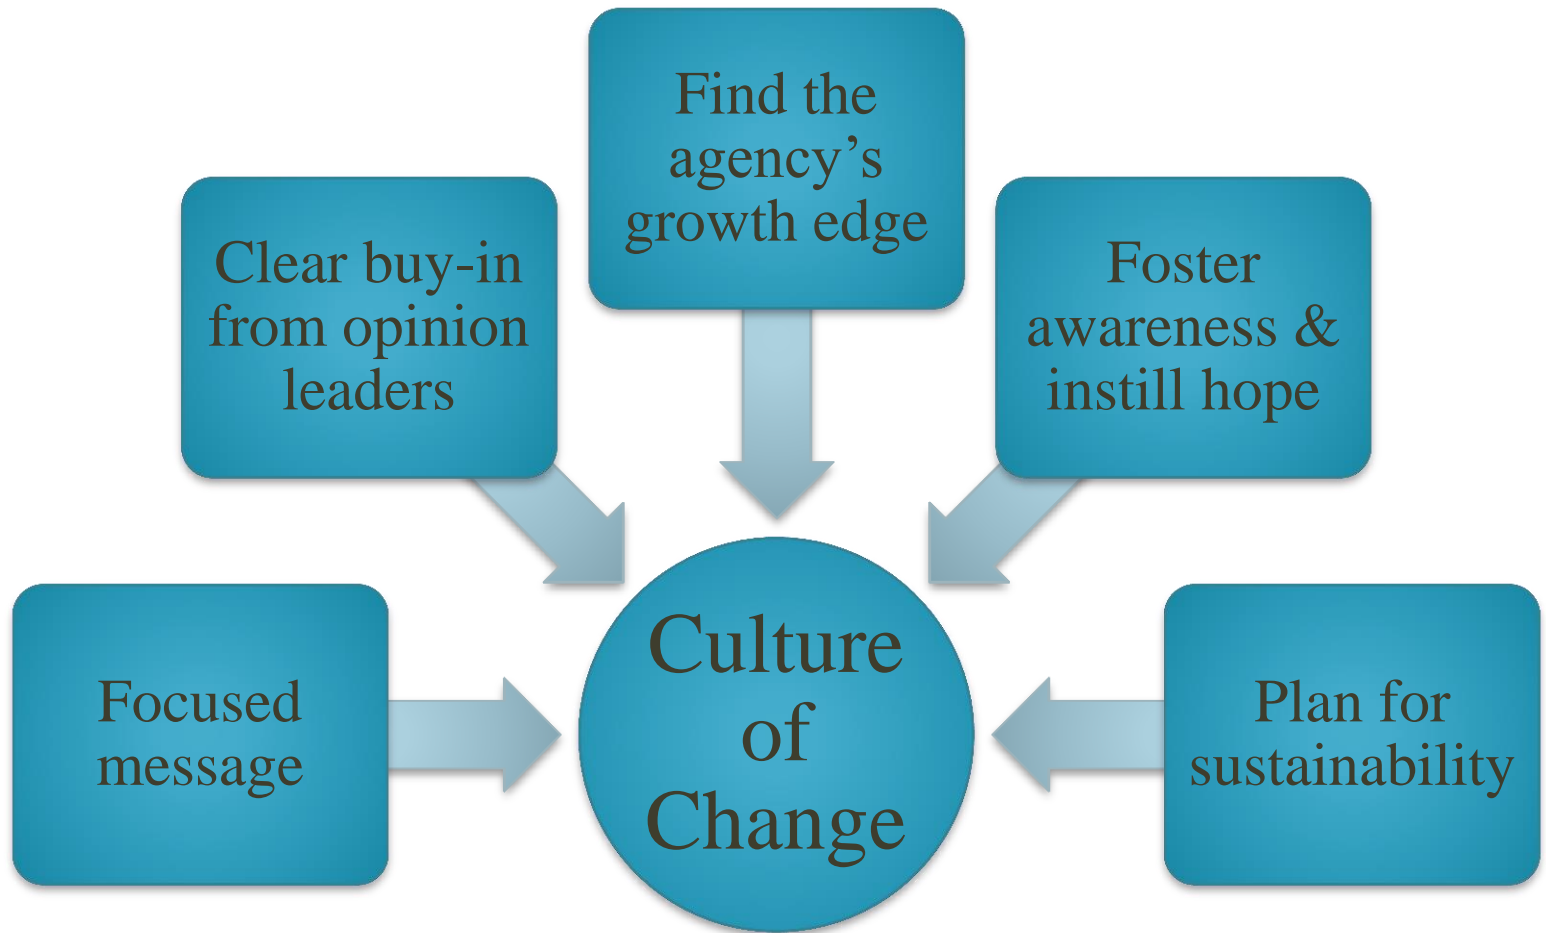 Find the
agency’s
growth edge
Clear buy-in
from opinion
leaders
Foster
awareness &
instill hope
Focused
message
Culture
of
Change
Plan for
sustainability